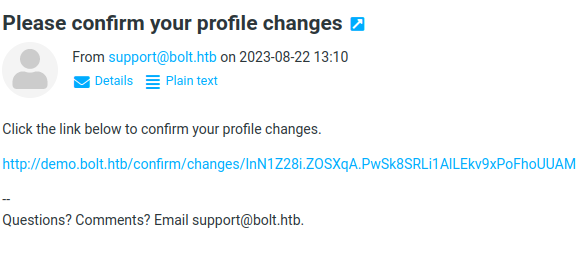 Please confirm your profile changes
From support@bolt.htb on 2023-08-22 13:10
Details Plain text
Click the link below to confirm your profile changes.
http://demo.bolt.htb/confirm/changes/InN1Z28i.ZOSXqA.PwSk8SRLi1AILEkv9xPoFhoUUAM
--
Questions? Comments? Email support@bolt.htb.